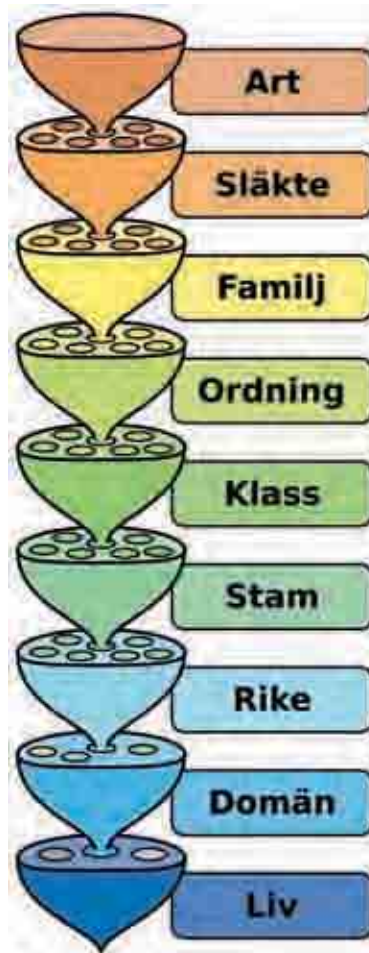 Art
Släkte
Familj
Ordning
Klass
Stam
Rike
Domän
Liv